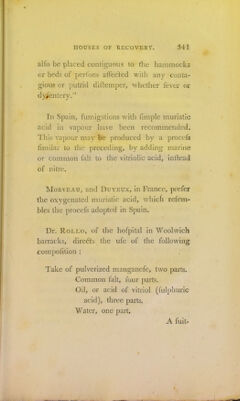 HOUSES OF RECOVERY. 341
alſo be placed contiguous to the hammocks
or beds of perſons affected with any conta-
gious or putrid diſtemper, whether fever or
dyſentery."
In Spain, fumigations with ſimple muriatic
acid in vapour have been recommended.
This vapour may be produced by a proceſs
ſimilar to the preceding, by adding marine
or common ſalt to the vitriolic acid, inſtead
of nitre.
MORVEAU, and DUYEUX, in France, prefer
the oxygenated muriatic acid, which reſem-
bles the proceſs adopted in Spain.
Dr. ROLLO, of the hoſpital in Woolwich
barracks, directs the uſe of the following
compoſition :
Take of pulverized manganeſe, two parts.
Common ſalt, four parts.
Oil, or acid of vitriol (ſulphuric
acid), three parts.
Water, one part.
A ſuit-